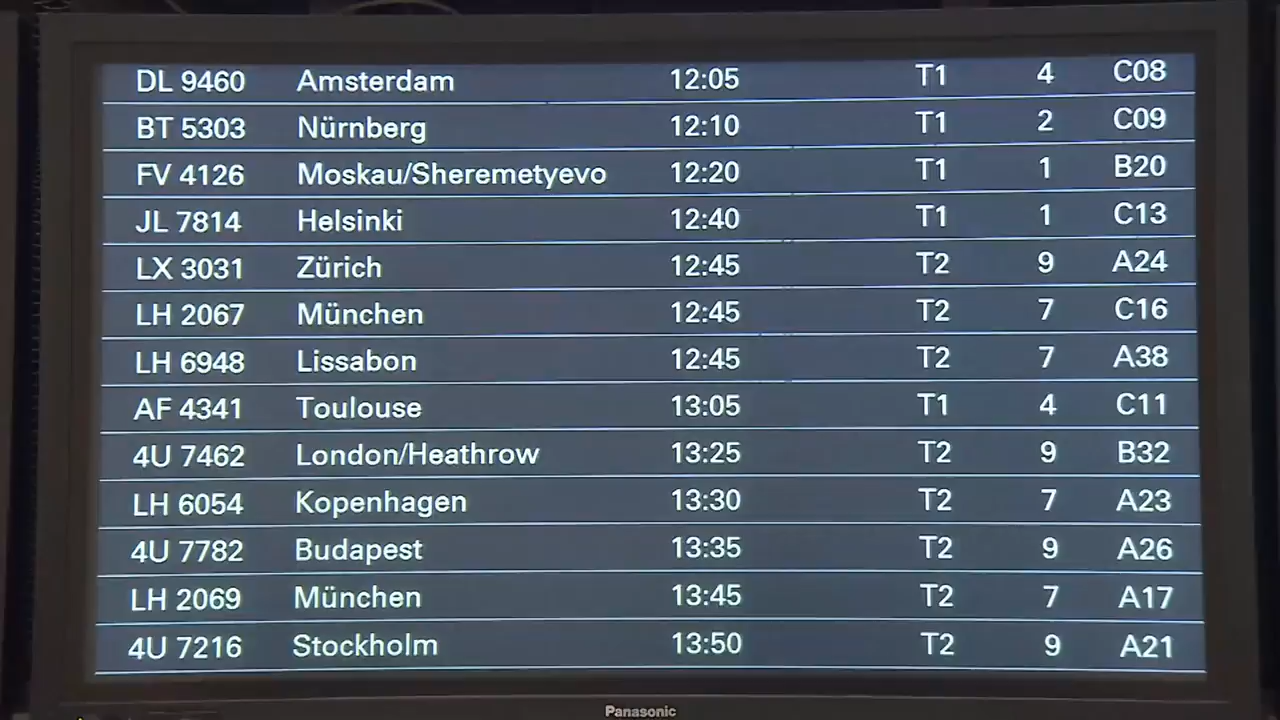 DL 9460 Amsterdam 12:05 T1 4 C08
BT 5303 Nürnberg 12:10 T1 2 C09
FV 4126 Moskau/Sheremetyevo 12:20 T1 1 B20
JL 7814 Helsinki 12:40 T1 1 C13
LX 3031 Zürich 12:45 T2 9 A24
LH 2067 München 12:45 T2 7 C16
LH 6948 Lissabon 12:45 T2 7 A38
AF 4341 Toulouse 13:05 T1 4 C11
4U 7462 London/Heathrow 13:25 T2 9 B32
LH 6054 Kopenhagen 13:30 T2 7 A23
4U 7782 Budapest 13:35 T2 9 A26
LH 2069 München 13:45 T2 7 A17
4U 7216 Stockholm 13:50 T2 9 A21
Panasonic